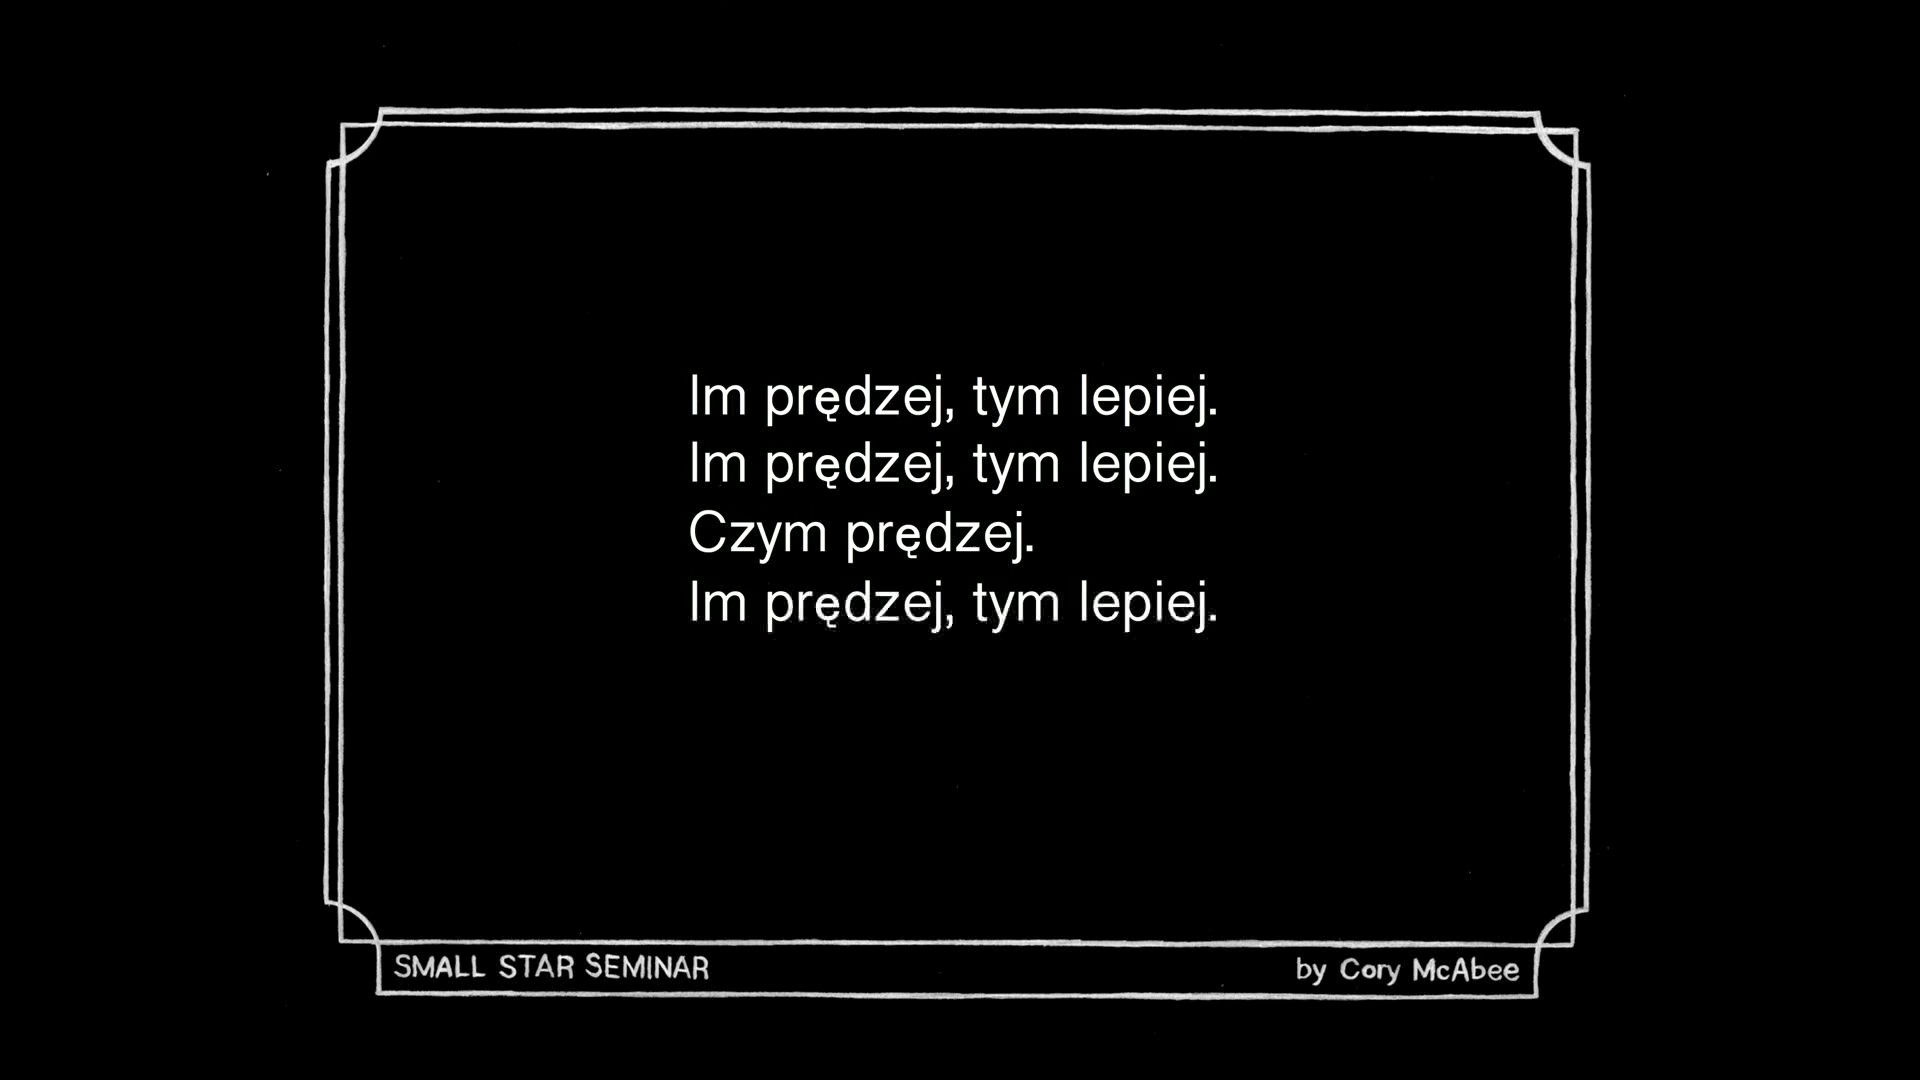 Im prędzej, tym lepiej.
Im prędzej, tym lepiej.
Czym prędzej.
Im prędzej, tym lepiej.
SMALL STAR SEMINAR
by Cory McAbee